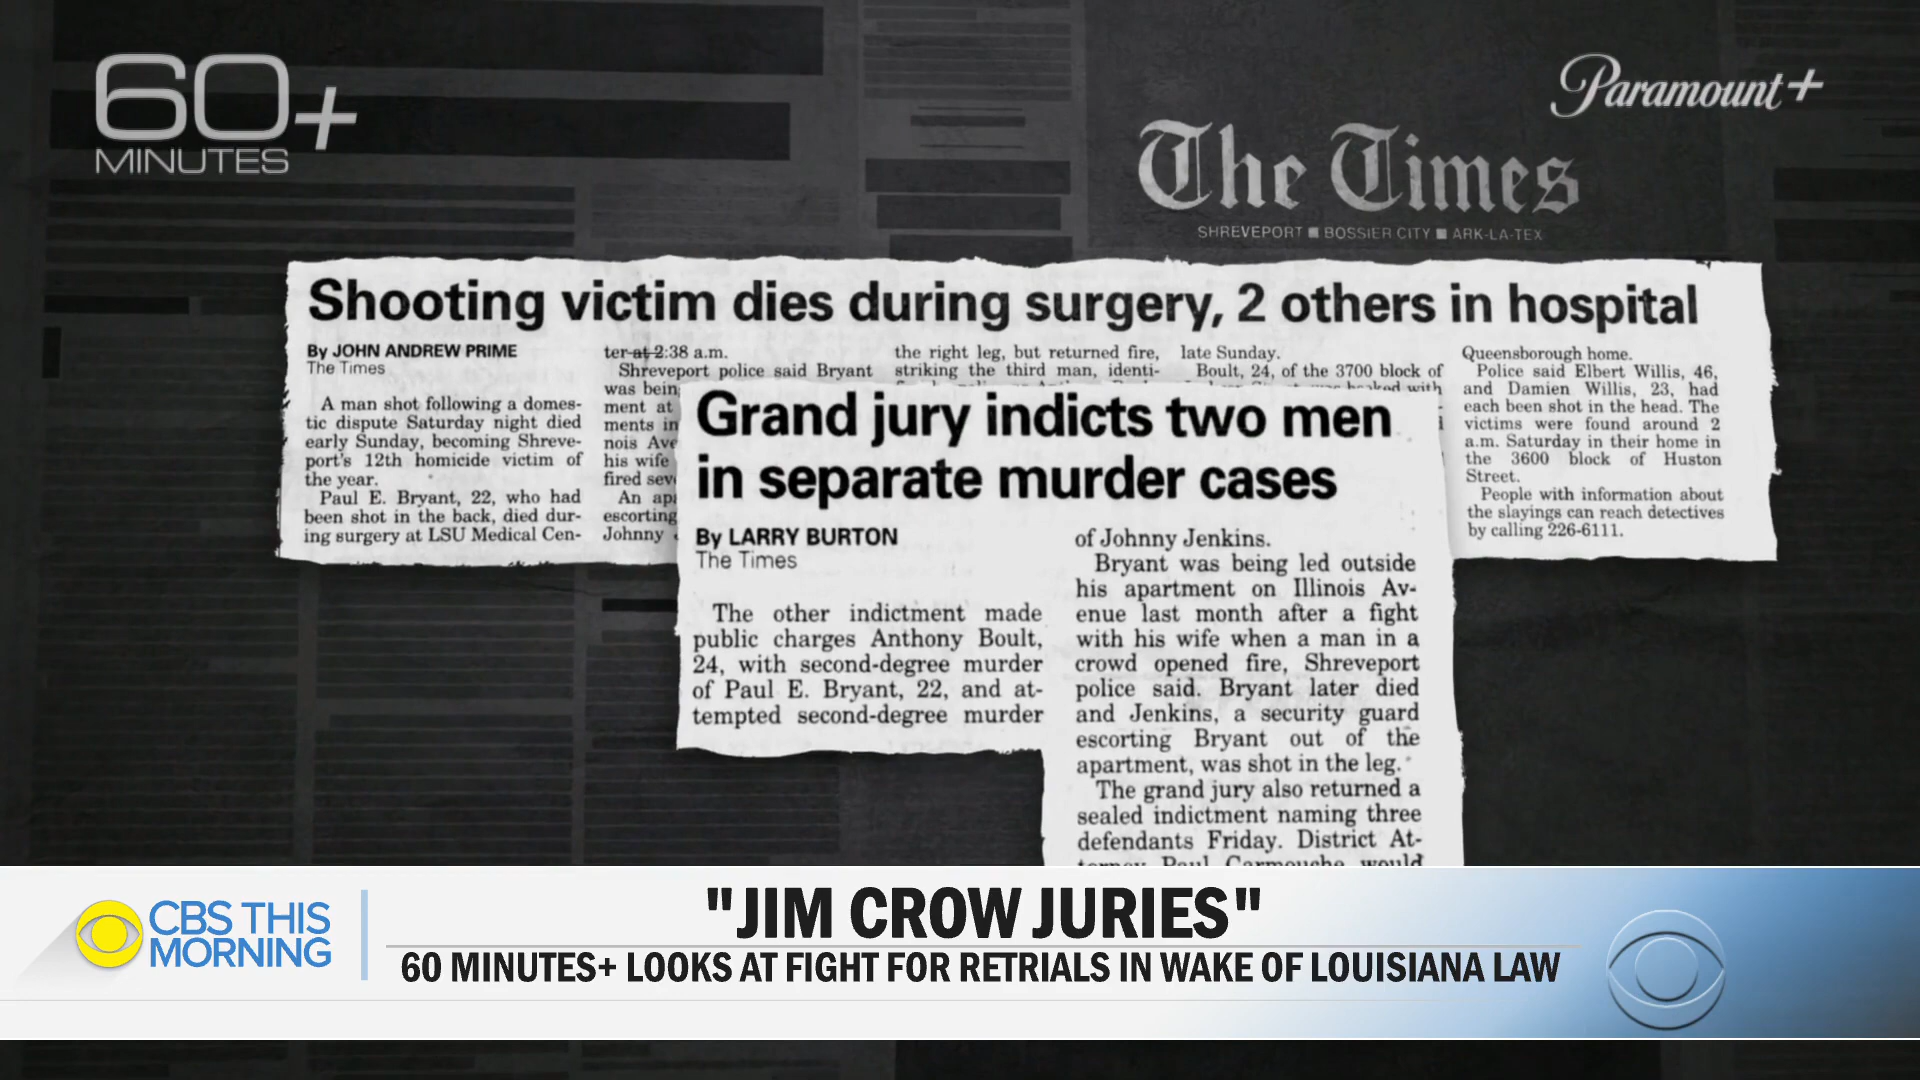 60+
MINUTES
Paramount+
The Times
SHREVEPORT ■ BOSSIER CITY ■ ARK-LA-TEX
Shooting victim dies during surgery, 2 others in hospital
By JOHN ANDREW PRIME
The Times
A man shot following a domes-
tic dispute Saturday night died
early Sunday, becoming Shreve-
port's 12th homicide victim of
the year.
Paul E. Bryant, 22, who had
been shot in the back, died dur-
ing surgery at LSU Medical Cen-
ter at 2:38 a.m.
Shreveport police said Bryant
was being
ment at
ments in
nois Ave
his wife
fired sev
An ap
escorting
Johnny
the right leg, but returned fire,
striking the third man, identi-
late Sunday.
Boult, 24, of the 3700 block of
Queensborough home.
Police said Elbert Willis, 46,
and Damien Willis, 23, had
each been shot in the head. The
victims were found around 2
a.m. Saturday in their home in
the 3600 block of Huston
Street.
People with information about
the slayings can reach detectives
by calling 226-6111.
Grand jury indicts two men
in separate murder cases
By LARRY BURTON
The Times
The other indictment made
public charges Anthony Boult,
24, with second-degree murder
of Paul E. Bryant, 22, and at-
tempted second-degree murder
of Johnny Jenkins.
Bryant was being led outside
his apartment on Illinois Av-
enue last month after a fight
with his wife when a man in a
crowd opened fire, Shreveport
police said. Bryant later died
and Jenkins, a security guard
escorting Bryant out of the
apartment, was shot in the leg.
The grand jury also returned a
sealed indictment naming three
defendants Friday. District At-
torney Paul Carmouche would
CBS THIS
MORNING
"JIM CROW JURIES"
60 MINUTES+ LOOKS AT FIGHT FOR RETRIALS IN WAKE OF LOUISIANA LAW